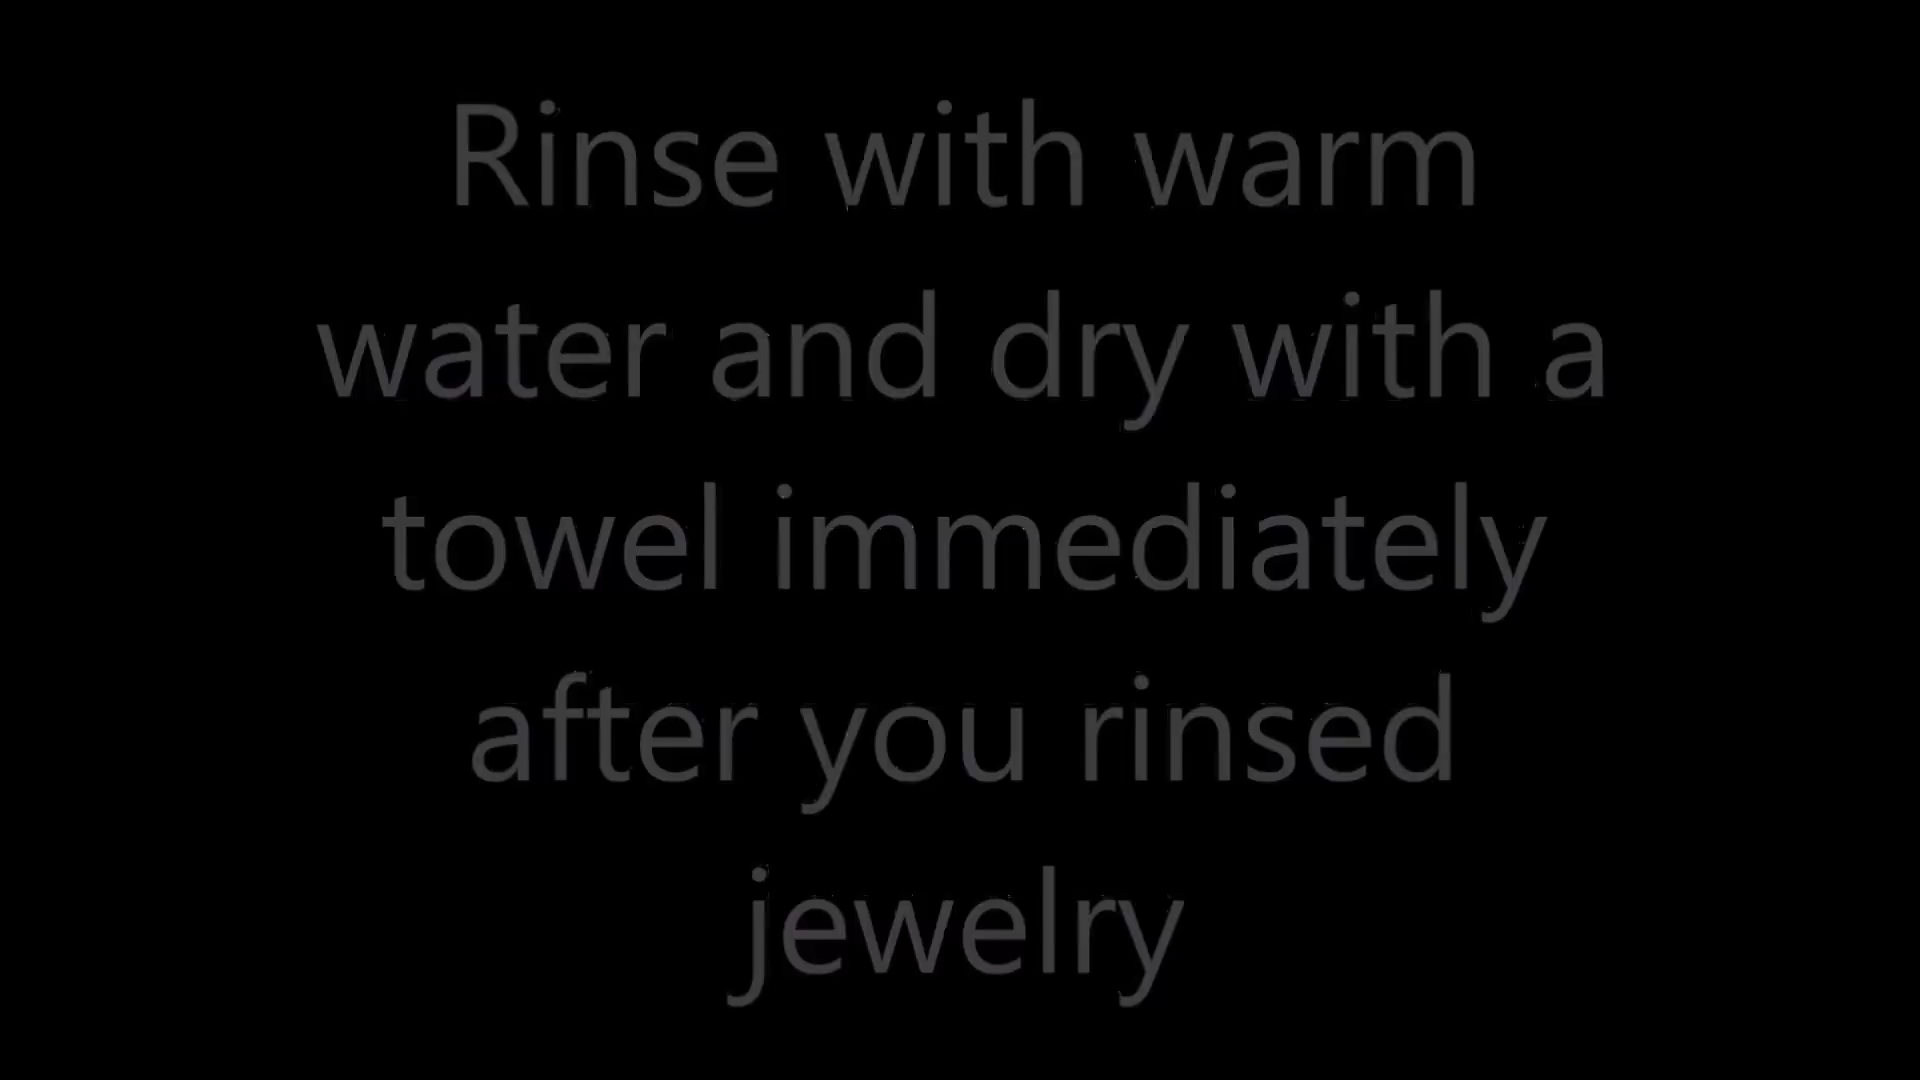 Rinse with warm
water and dry with a
towel immediately
after you rinsed
jewelry